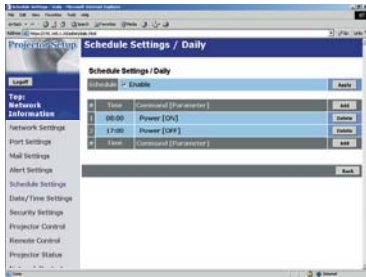 Projector Setup
Schedule Settings / Daily
Logoff
Schedule Settings / Daily
Schedule Enable Apply
Top:
Network
Information
# Time Command [Parameter] Add
1 08:00 Power [ON] Delete
2 17:00 Power [OFF] Delete
# Time Command [Parameter] Add
Network Settings
Port Settings
Mail Settings
Alert Settings
Back
Schedule Settings
Date/Time Settings
Security Settings
Projector Control
Remote Control
Projector Status